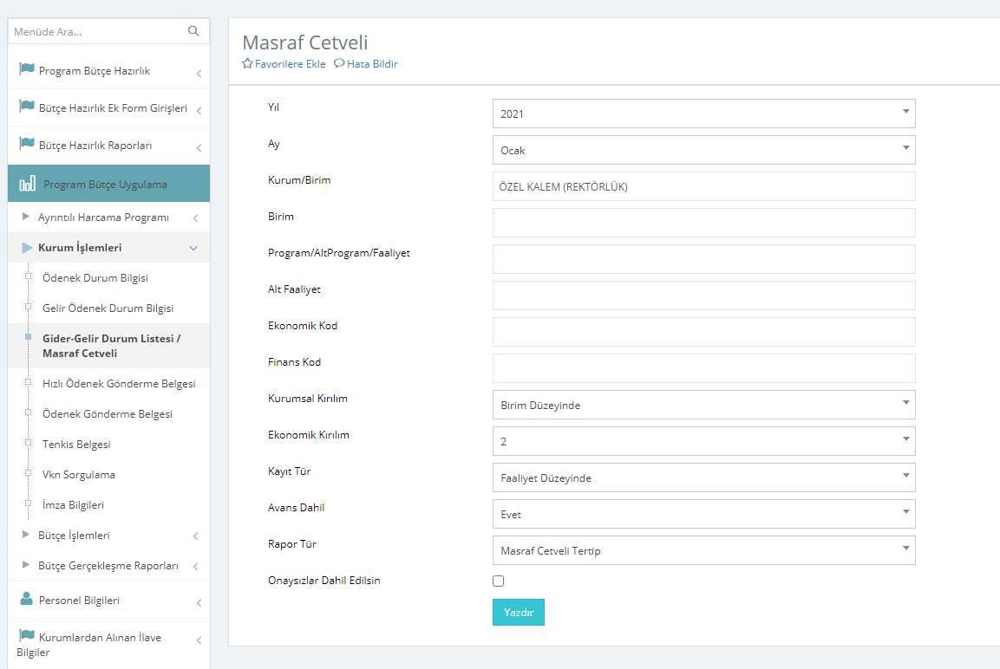 Menüde Ara...
Program Bütçe Hazırlık
Bütçe Hazırlık Ek Form Girişleri
Bütçe Hazırlık Raporları
Program Bütçe Uygulama
Ayrıntılı Harcama Programı
Kurum İşlemleri
Ödenek Durum Bilgisi
Gelir Ödenek Durum Bilgisi
Gider-Gelir Durum Listesi /
Masraf Cetveli
Hızlı Ödenek Gönderme Belgesi
Ödenek Gönderme Belgesi
Tenkis Belgesi
Vkn Sorgulama
İmza Bilgileri
Bütçe İşlemleri
Bütçe Gerçekleşme Raporları
Personel Bilgileri
Kurumlardan Alınan İlave
Bilgiler
Masraf Cetveli
Favorilere Ekle Hata Bildir
Yıl 2021
Ay Ocak
Kurum/Birim ÖZEL KALEM (REKTÖRLÜK)
Birim
Program/AltProgram/Faaliyet
Alt Faaliyet
Ekonomik Kod
Finans Kod
Kurumsal Kırılım Birim Düzeyinde
Ekonomik Kırılım 2
Kayıt Tür Faaliyet Düzeyinde
Avans Dahil Evet
Rapor Tür Masraf Cetveli Tertip
Onaysızlar Dahil Edilsin
Yazdır